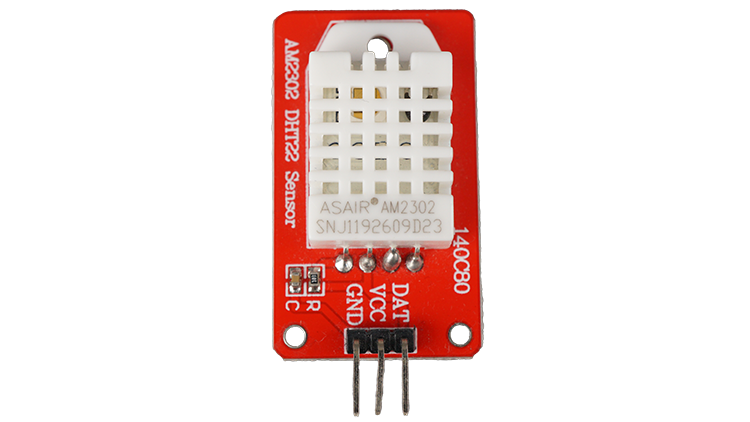 AM2302 DHT22 Sensor
ASAIR® AM2302
SNJ1192609D23
140C80
C R
GND VCC DAT